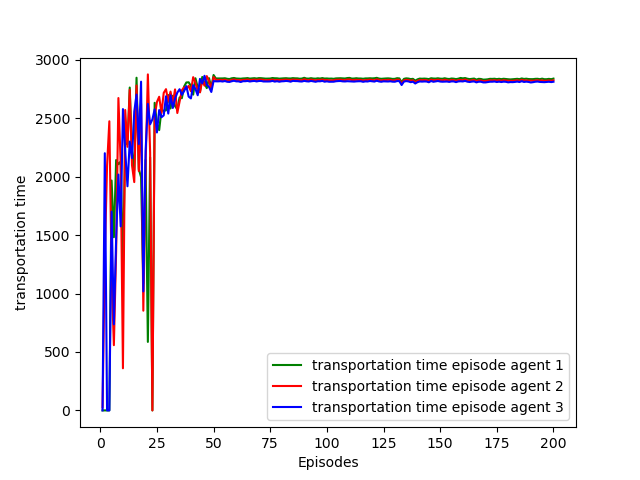 3000
2500
2000
1500
1000
500
0
transportation time
transportation time episode agent 1
transportation time episode agent 2
transportation time episode agent 3
0 25 50 75 100 125 150 175 200
Episodes